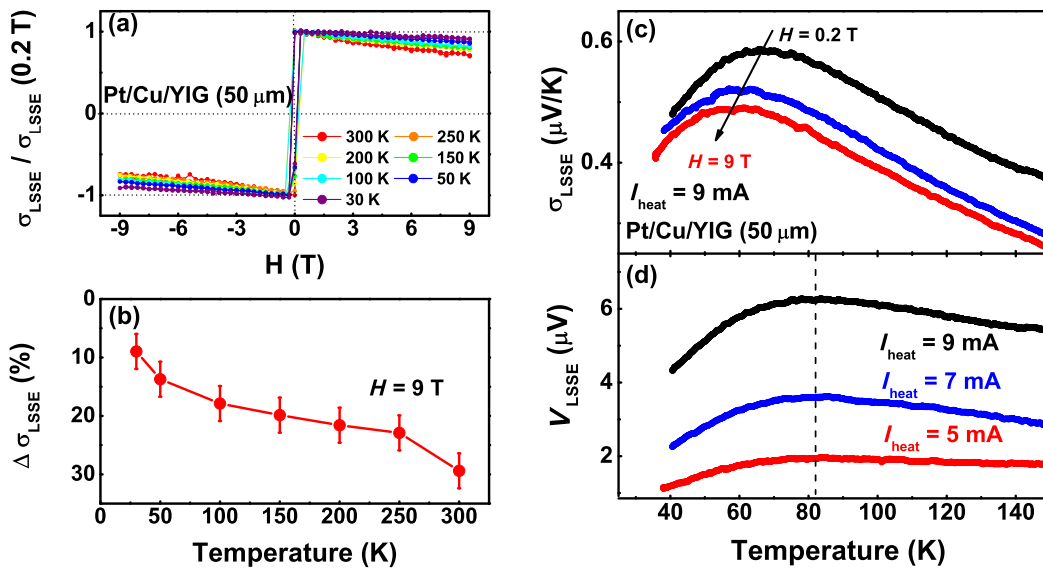 (a)
σLSSE / σLSSE (0.2 T)
1
0
-1
Pt/Cu/YIG (50 μm)
300 K 250 K
200 K 150 K
100 K 50 K
30 K
-9 -6 -3 0 3 6 9
H (T)
(b)
Δ σLSSE (%)
0
10
20
30
H = 9 T
0 50 100 150 200 250 300
Temperature (K)
(c)
σLSSE (μV/K)
0.6
0.4
H = 0.2 T
H = 9 T
Iheat = 9 mA
Pt/Cu/YIG (50 μm)
(d)
VLSSE (μV)
6
4
2
Iheat = 9 mA
Iheat = 7 mA
Iheat = 5 mA
40 60 80 100 120 140
Temperature (K)